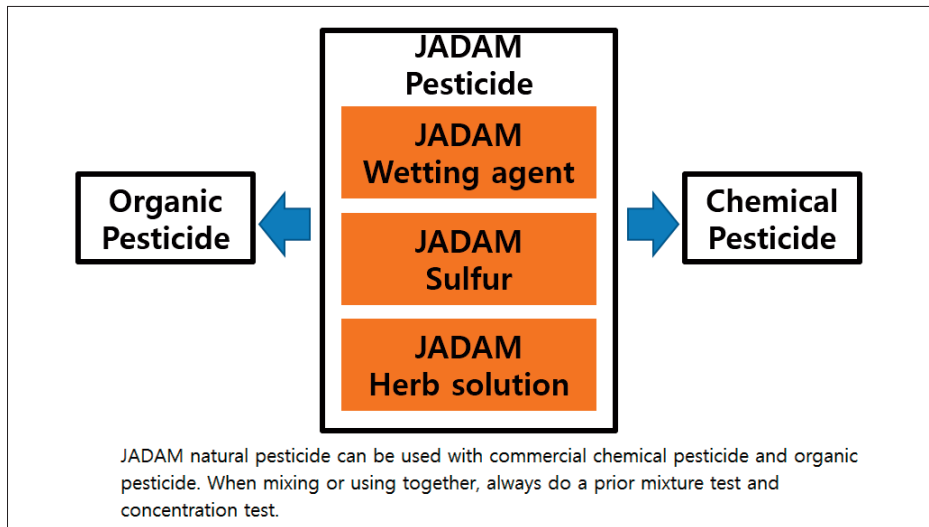 JADAM
Pesticide
JADAM
Wetting agent
Organic
Pesticide
JADAM
Sulfur
Chemical
Pesticide
JADAM
Herb solution
JADAM natural pesticide can be used with commercial chemical pesticide and organic
pesticide. When mixing or using together, always do a prior mixture test and
concentration test.